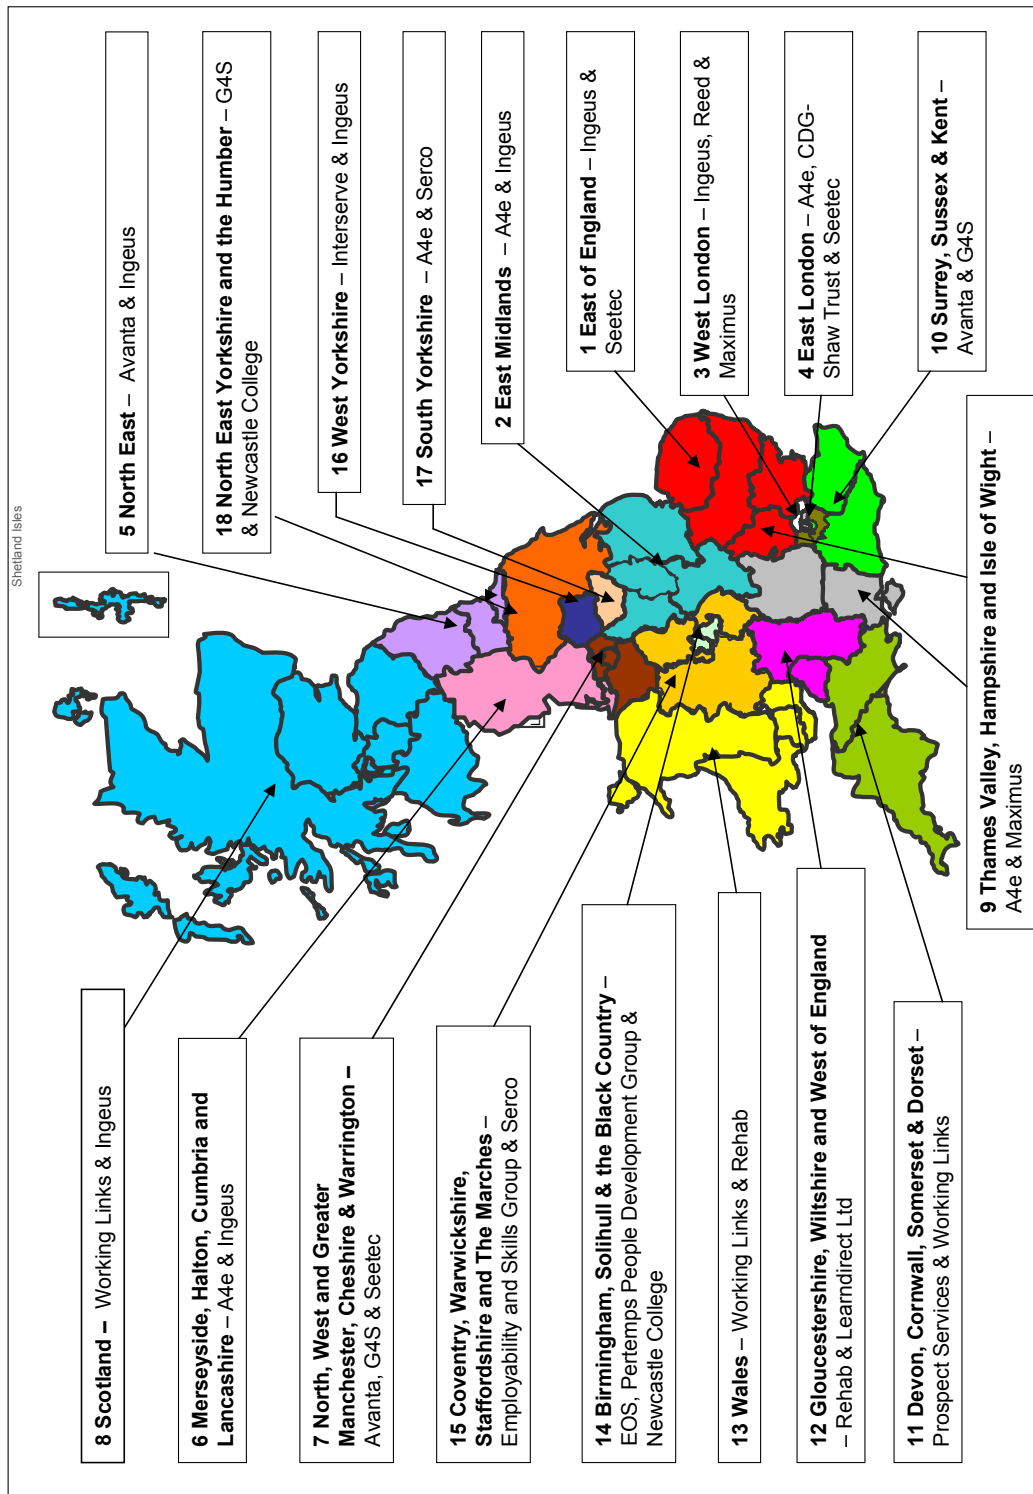 Shetland Isles
8 Scotland – Working Links & Ingeus
6 Merseyside, Halton, Cumbria and
Lancashire – A4e & Ingeus
7 North, West and Greater
Manchester, Cheshire & Warrington –
Avanta, G4S & Seetec
15 Coventry, Warwickshire,
Staffordshire and The Marches –
Employability and Skills Group & Serco
14 Birmingham, Solihull & the Black Country –
EOS, Pertemps People Development Group &
Newcastle College
13 Wales – Working Links & Rehab
12 Gloucestershire, Wiltshire and West of England
– Rehab & Learndirect Ltd
11 Devon, Cornwall, Somerset & Dorset –
Prospect Services & Working Links
5 North East – Avanta & Ingeus
18 North East Yorkshire and the Humber – G4S
& Newcastle College
16 West Yorkshire – Interserve & Ingeus
17 South Yorkshire – A4e & Serco
2 East Midlands – A4e & Ingeus
1 East of England – Ingeus &
Seetec
3 West London – Ingeus, Reed &
Maximus
4 East London – A4e, CDG-
Shaw Trust & Seetec
10 Surrey, Sussex & Kent –
Avanta & G4S
9 Thames Valley, Hampshire and Isle of Wight –
A4e & Maximus